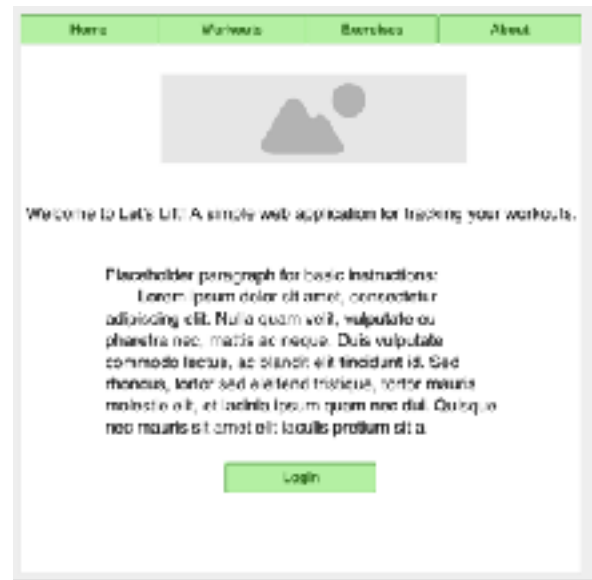 Home Workouts Exercises About
Welcome to Let's Lift! A simple web application for tracking your workouts.
Placeholder paragraph for basic instructions:
Lorem ipsum dolor sit amet, consectetur
adipiscing elit. Nulla quam velit, vulputate eu
pharetra nec, mattis ac neque. Duis vulputate
commodo lectus, ac blandit elit tincidunt id. Sed
rhoncus, tortor sed eleifend tristique, tortor mauris
molestie elit, et lacinia ipsum quam nec dui. Quisque
nec mauris sit amet elit iaculis pretium sit a
Login